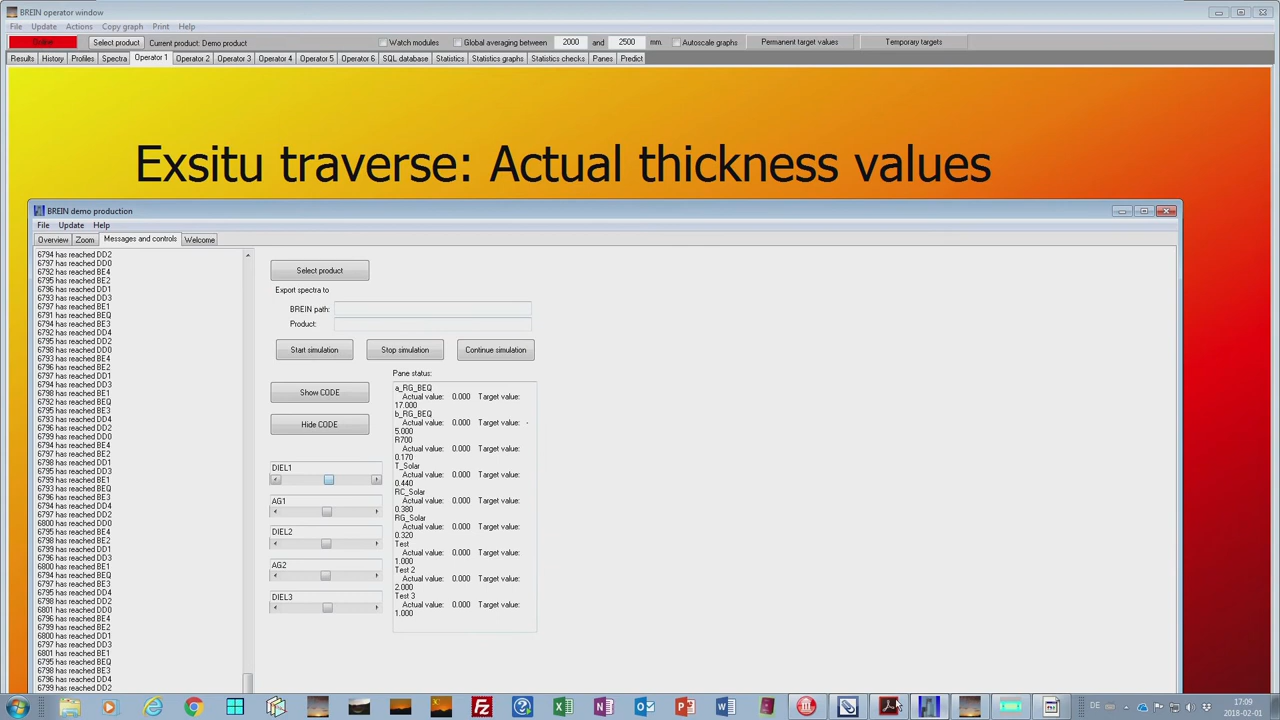 BREIN operator window
File Update Actions Copy graph Print Help
Select product Current product: Demo product Watch modules Global averaging between 2000 and 2500 mm. Autoscale graphs Permanent target values Temporary targets
Results History Profiles Spectra Operator 1 Operator 2 Operator 3 Operator 4 Operator 5 Operator 6 SQL database Statistics Statistics graphs Statistics checks Panes Predict
Exsitu traverse: Actual thickness values
BREIN demo production
File Update Help
Overview Zoom Messages and controls Welcome
6794 has reached DD2
6797 has reached DD0
6792 has reached BE4
6795 has reached BE2
6796 has reached DD1
6793 has reached DD3
6797 has reached BE1
6791 has reached BEQ
6794 has reached BE3
6792 has reached DD4
6795 has reached DD2
6798 has reached DD0
6793 has reached BE4
6796 has reached BE2
6797 has reached DD1
6794 has reached DD3
6798 has reached BE1
6792 has reached BEQ
6795 has reached BE3
6793 has reached DD4
6796 has reached DD2
6799 has reached DD0
6794 has reached BE4
6797 has reached BE2
6798 has reached DD1
6795 has reached DD3
6799 has reached BE1
6793 has reached BEQ
6796 has reached BE3
6794 has reached DD4
6797 has reached DD2
6800 has reached DD0
6795 has reached BE4
6798 has reached BE2
6799 has reached DD1
6796 has reached DD3
6800 has reached BE1
6794 has reached BEQ
6797 has reached BE3
6795 has reached DD4
6798 has reached DD2
6801 has reached DD0
6796 has reached BE4
6799 has reached BE2
6800 has reached DD1
6797 has reached DD3
6801 has reached BE1
6795 has reached BEQ
6798 has reached BE3
6796 has reached DD4
6799 has reached DD2
Select product
Export spectra to
BREIN path:
Product:
Start simulation Stop simulation Continue simulation
Show CODE
Hide CODE
DIEL1
AG1
DIEL2
AG2
DIEL3
Pane status:
a_RG_BEQ
Actual value: 0.000 Target value:
17.000
b_RG_BEQ
Actual value: 0.000 Target value: -
5.000
R700
Actual value: 0.000 Target value:
0.170
T_Solar
Actual value: 0.000 Target value:
0.440
RC_Solar
Actual value: 0.000 Target value:
0.380
RG_Solar
Actual value: 0.000 Target value:
0.320
Test
Actual value: 0.000 Target value:
1.000
Test 2
Actual value: 0.000 Target value:
2.000
Test 3
Actual value: 0.000 Target value:
1.000
DE
17:09
2018-02-01